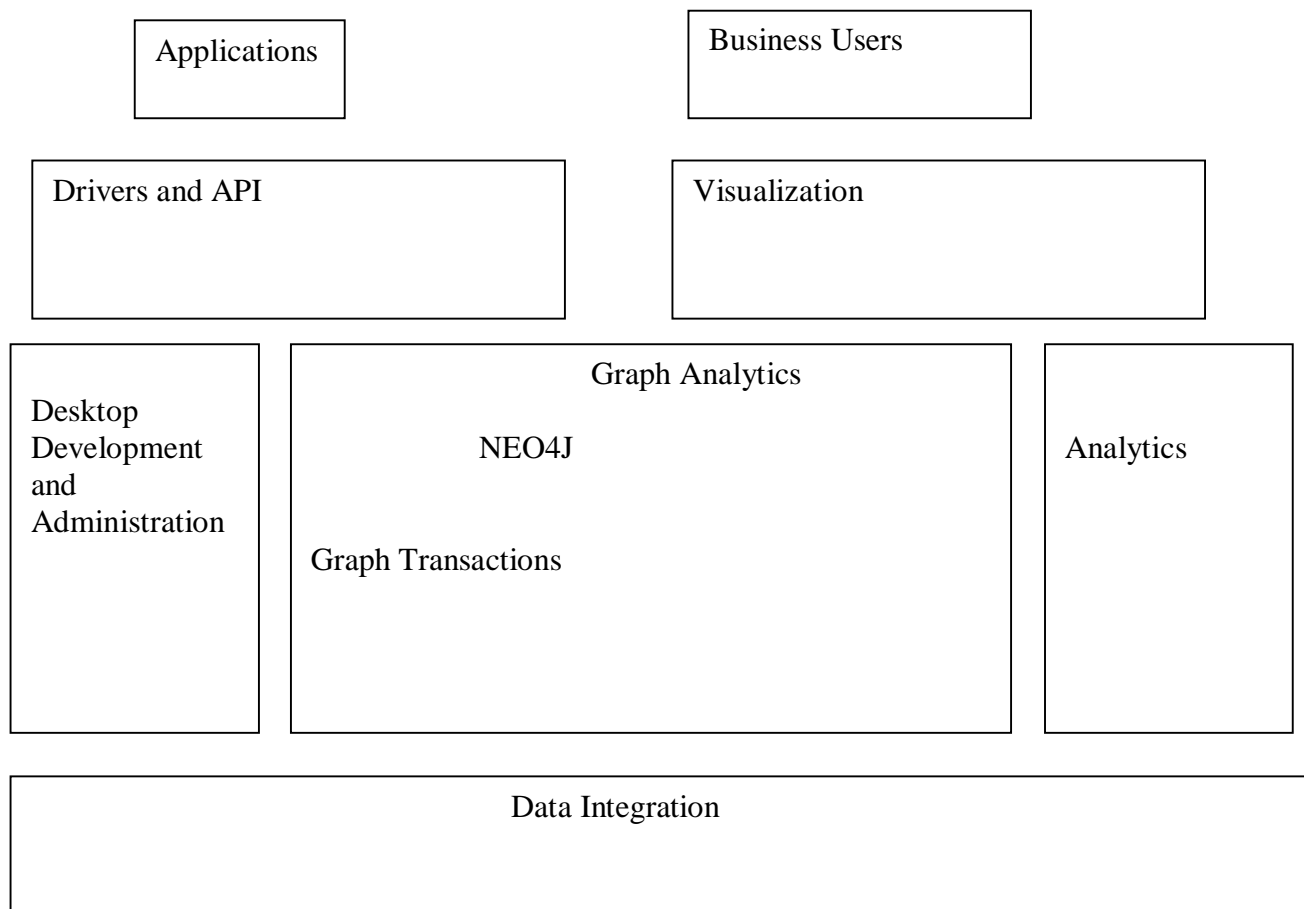 Applications
Business Users
Drivers and API
Visualization
Desktop
Development
and
Administration
Graph Analytics
NEO4J
Graph Transactions
Analytics
Data Integration